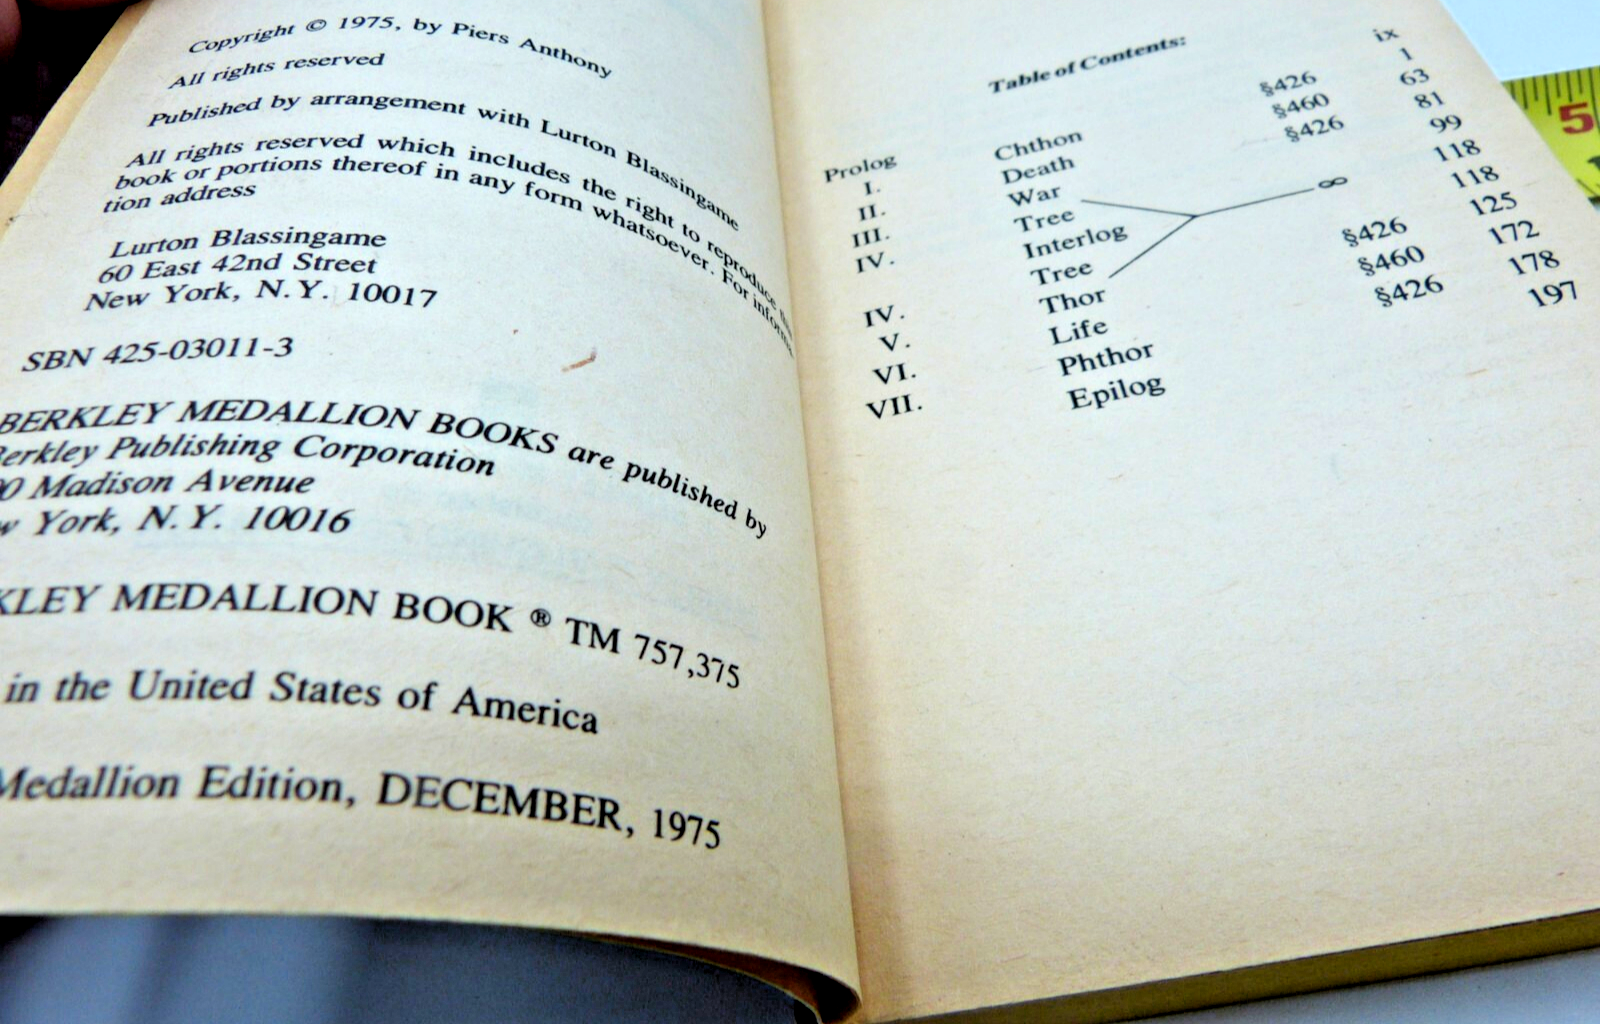 Copyright © 1975, by Piers Anthony
All rights reserved
Published by arrangement with Lurton Blassingame
All rights reserved which includes the right to reproduce this
book or portions thereof in any form whatsoever. For informa-
tion address
Lurton Blassingame
60 East 42nd Street
New York, N.Y. 10017
SBN 425-03011-3
BERKLEY MEDALLION BOOKS are published by
Berkley Publishing Corporation
0 Madison Avenue
w York, N.Y. 10016
KLEY MEDALLION BOOK ® TM 757,375
in the United States of America
Medallion Edition, DECEMBER, 1975
Table of Contents:
Prolog ix
I. Chthon §426 1
II. Death §460 63
III. War §426 81
IV. Tree 99
Interlog ∞ 118
IV. Tree 118
V. Thor §426 125
VI. Life §460 172
VII. Phthor §426 178
Epilog 197
5